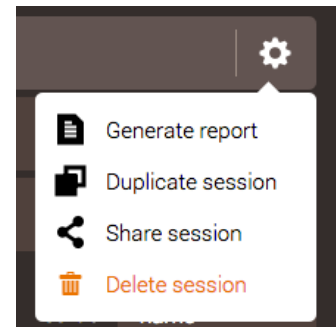 Generate report
Duplicate session
Share session
Delete session